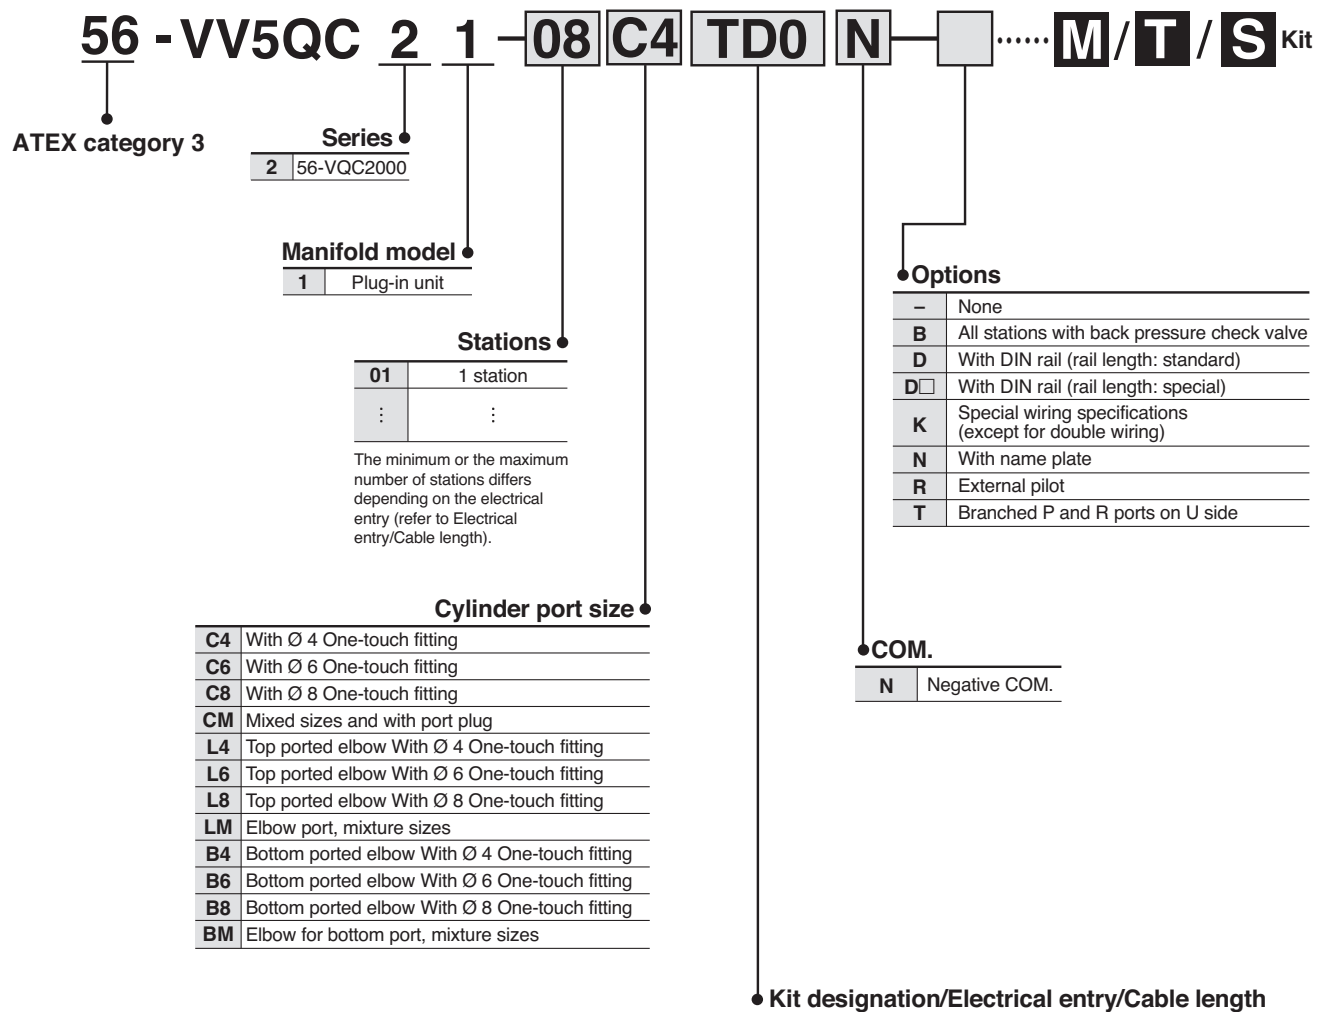 56 - VV5QC 2 1 - 08 C4 TD0 N - □ ...... M / T / S Kit
ATEX category 3
Series
2 56-VQC2000
Manifold model
1 Plug-in unit
Stations
01 1 station
⋮ ⋮
The minimum or the maximum
number of stations differs
depending on the electrical
entry (refer to Electrical
entry/Cable length).
Cylinder port size
C4 With Ø 4 One-touch fitting
C6 With Ø 6 One-touch fitting
C8 With Ø 8 One-touch fitting
CM Mixed sizes and with port plug
L4 Top ported elbow With Ø 4 One-touch fitting
L6 Top ported elbow With Ø 6 One-touch fitting
L8 Top ported elbow With Ø 8 One-touch fitting
LM Elbow port, mixture sizes
B4 Bottom ported elbow With Ø 4 One-touch fitting
B6 Bottom ported elbow With Ø 6 One-touch fitting
B8 Bottom ported elbow With Ø 8 One-touch fitting
BM Elbow for bottom port, mixture sizes
Options
– None
B All stations with back pressure check valve
D With DIN rail (rail length: standard)
D□ With DIN rail (rail length: special)
K Special wiring specifications
(except for double wiring)
N With name plate
R External pilot
T Branched P and R ports on U side
COM.
N Negative COM.
Kit designation/Electrical entry/Cable length